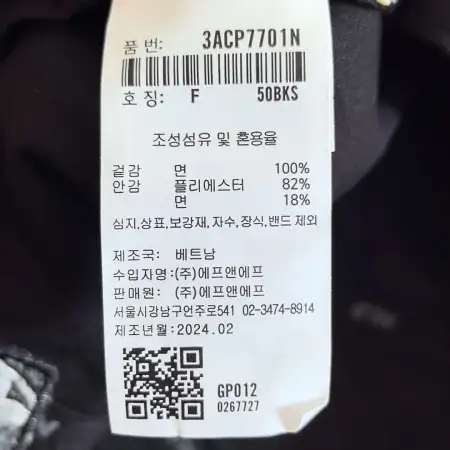 품 번: 3ACP7701N
호 칭: F 50BKS
조성섬유 및 혼용율
겉감 면 100%
안감 폴리에스터 82%
면 18%
심지,상표,보강재,자수,장식,밴드 제외
제조국: 베트남
수입자명:(주)에프앤에프
판매원: (주)에프앤에프
서울시강남구언주로541 02-3474-8914
제조년월:2024.02
GP012
0267727